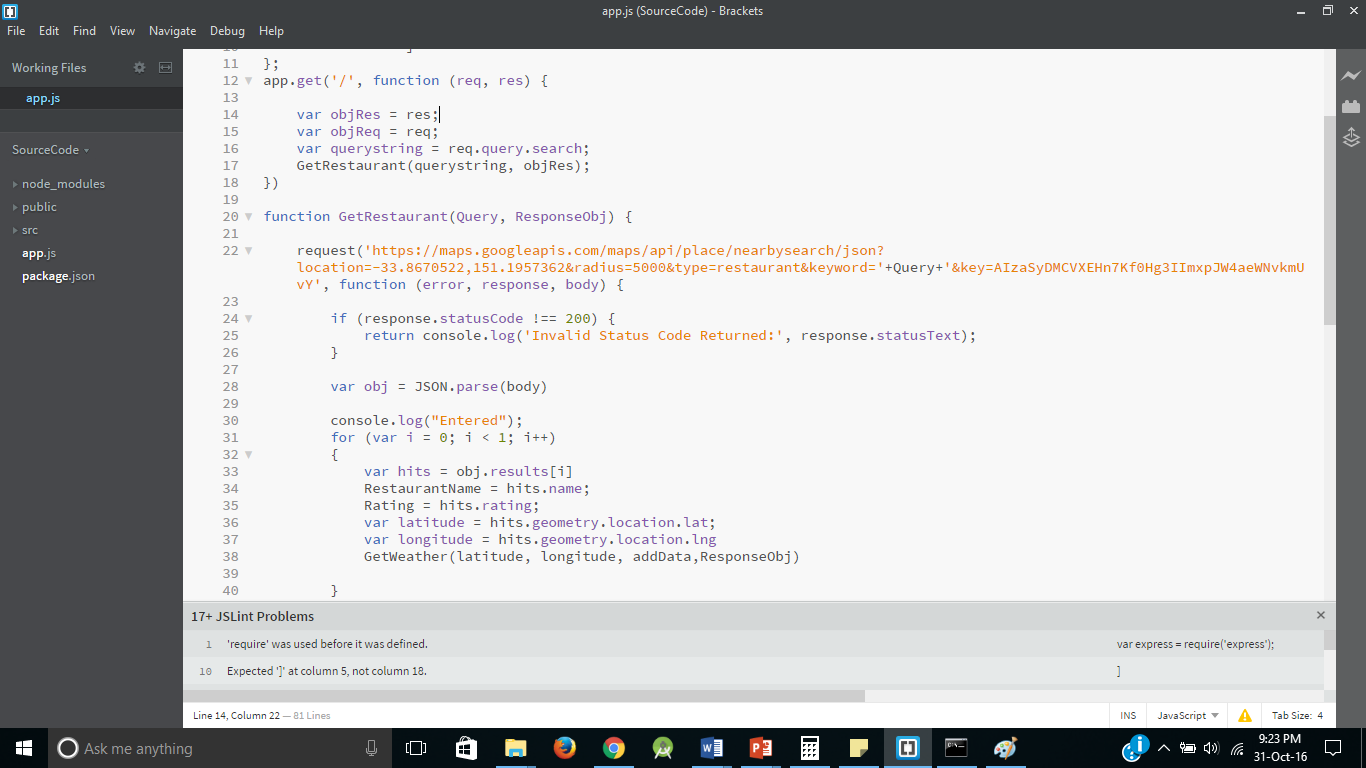 app.js (SourceCode) - Brackets
File Edit Find View Navigate Debug Help
Working Files
app.js
SourceCode
node_modules
public
src
app.js
package.json
11 };
12 app.get('/', function (req, res) {
13
14 var objRes = res;
15 var objReq = req;
16 var querystring = req.query.search;
17 GetRestaurant(querystring, objRes);
18 })
19
20 function GetRestaurant(Query, ResponseObj) {
21
22 request('https://maps.googleapis.com/maps/api/place/nearbysearch/json?
location=-33.8670522,151.1957362&radius=5000&type=restaurant&keyword='+Query+'&key=AIzaSyDMCVXEHn7Kf0Hg3IImxpJW4aeWNvkmU
vY', function (error, response, body) {
23
24 if (response.statusCode !== 200) {
25 return console.log('Invalid Status Code Returned:', response.statusText);
26 }
27
28 var obj = JSON.parse(body)
29
30 console.log("Entered");
31 for (var i = 0; i < 1; i++)
32 {
33 var hits = obj.results[i]
34 RestaurantName = hits.name;
35 Rating = hits.rating;
36 var latitude = hits.geometry.location.lat;
37 var longitude = hits.geometry.location.lng
38 GetWeather(latitude, longitude, addData,ResponseObj)
39
40 }
17+ JSLint Problems
1 'require' was used before it was defined. var express = require('express');
10 Expected ']' at column 5, not column 18. ]
Line 14, Column 22 — 81 Lines INS JavaScript Tab Size: 4
Ask me anything
9:23 PM
31-Oct-16